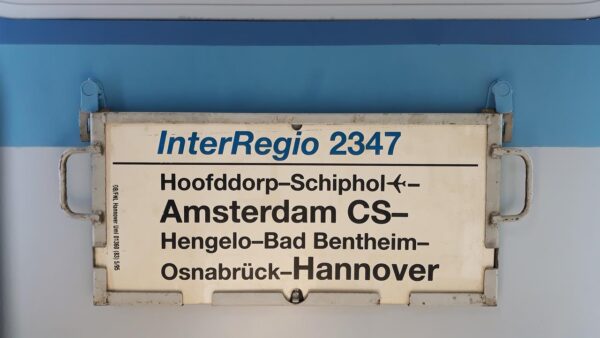 InterRegio 2347
Hoofddorp–Schiphol✈–
Amsterdam CS–
Hengelo–Bad Bentheim–
Osnabrück–Hannover